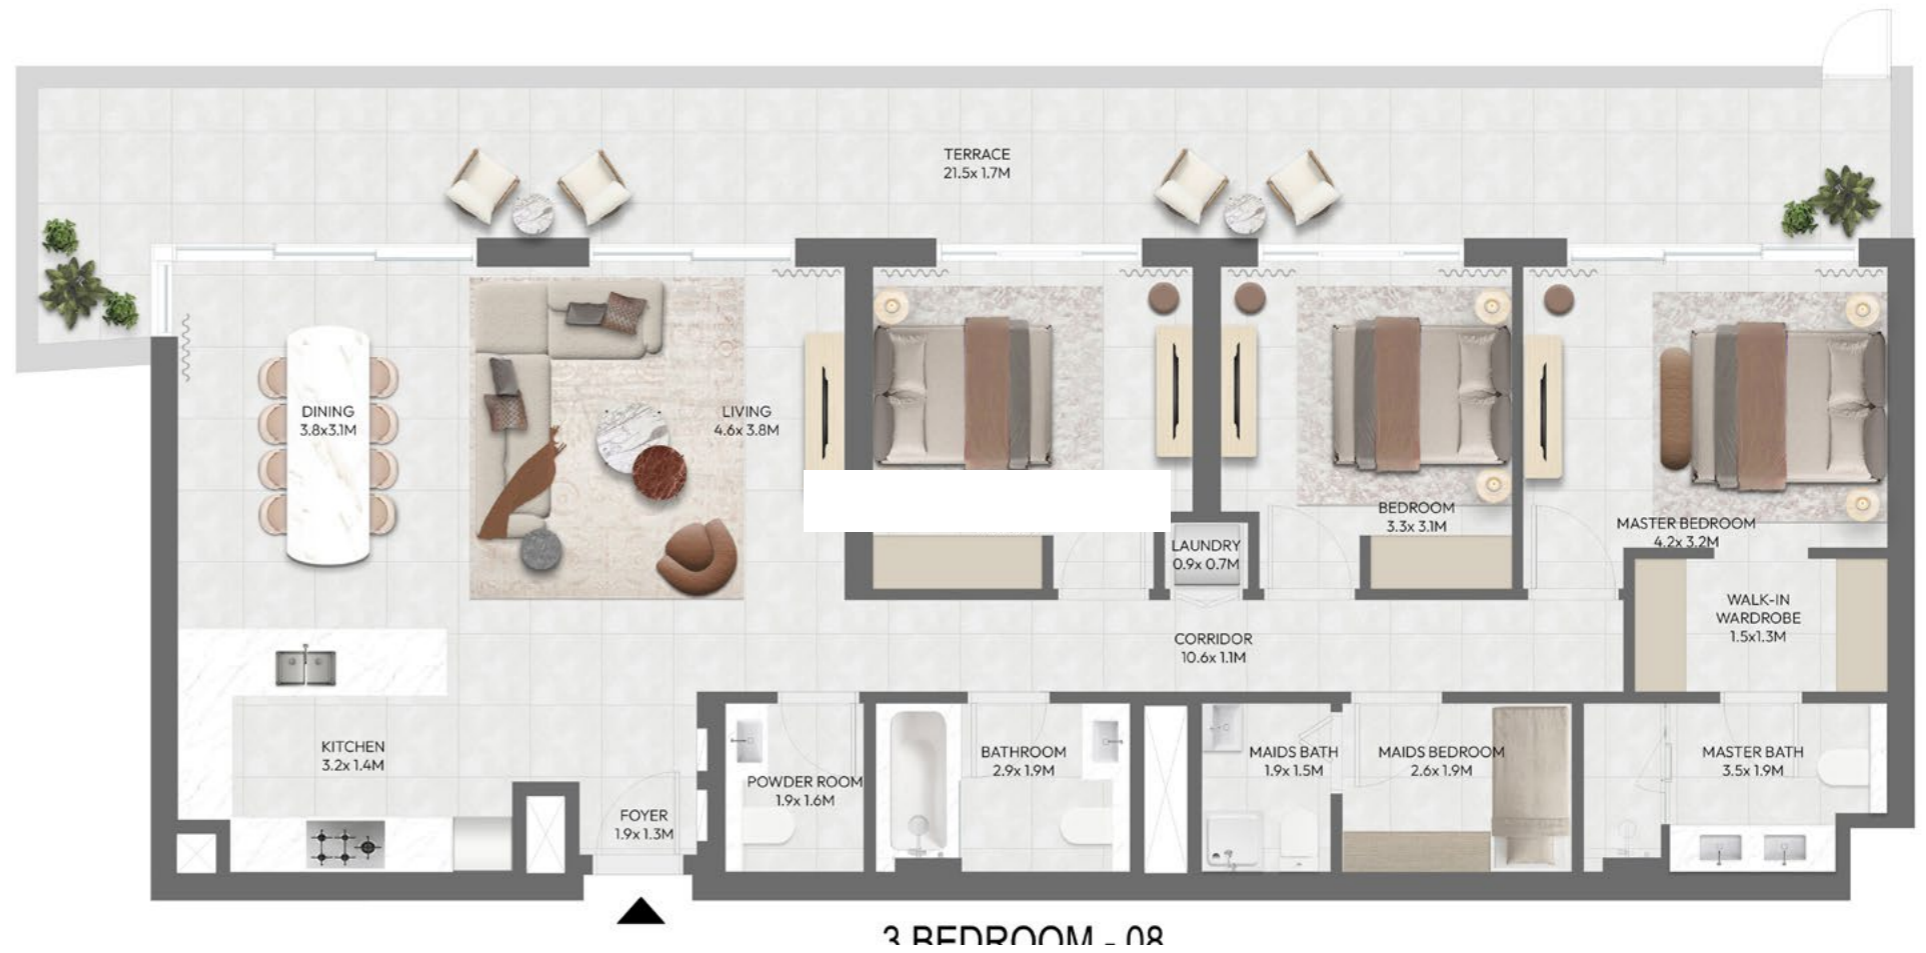 TERRACE
21.5x 1.7M
DINING
3.8x3.1M
LIVING
4.6x 3.8M
BEDROOM
3.3x 3.1M
MASTER BEDROOM
4.2x 3.2M
LAUNDRY
0.9x 0.7M
WALK-IN
WARDROBE
1.5x1.3M
CORRIDOR
10.6x 1.1M
KITCHEN
3.2x 1.4M
FOYER
1.9x 1.3M
POWDER ROOM
1.9x 1.6M
BATHROOM
2.9x 1.9M
MAIDS BATH
1.9x 1.5M
MAIDS BEDROOM
2.6x 1.9M
MASTER BATH
3.5x 1.9M
3 BEDROOM - 08